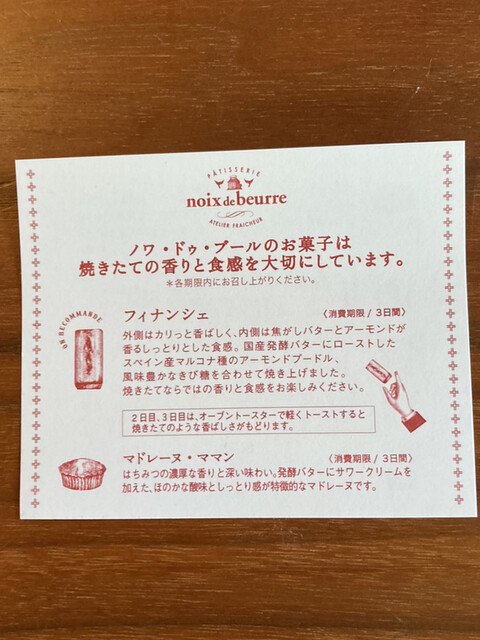 PÂTISSERIE
noix de beurre
ATELIER FRAICHEUR
ノワ・ドゥ・ブールのお菓子は
焼きたての香りと食感を大切にしています。
＊各期限内にお召し上がりください。
ON RECOMMANDE
フィナンシェ 〈消費期限 / 3日間〉
外側はカリっと香ばしく、内側は焦がしバターとアーモンドが
香るしっとりとした食感。国産発酵バターにローストした
スペイン産マルコナ種のアーモンドプードル、
風味豊かなきび糖を合わせて焼き上げました。
焼きたてならではの香りと食感をお楽しみください。
2日目、3日目は、オーブントースターで軽くトーストすると
焼きたてのような香ばしさがもどります。
マドレーヌ・ママン 〈消費期限 / 3日間〉
はちみつの濃厚な香りと深い味わい。発酵バターにサワークリームを
加えた、ほのかな酸味としっとり感が特徴的なマドレーヌです。